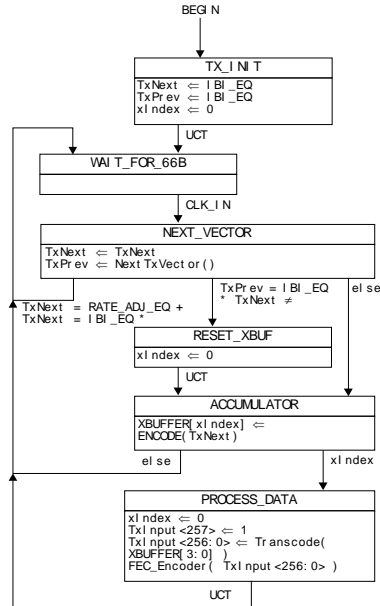 BEGIN
TX_INIT
TxNext ⇐ IBI_EQ
TxPrev ⇐ IBI_EQ
xIndex ⇐ 0
UCT
WAIT_FOR_66B
CLK_IN
NEXT_VECTOR
TxNext ⇐ TxNext
TxPrev ⇐ NextTxVector()
TxNext = RATE_ADJ_EQ +
TxNext = IBI_EQ *
TxPrev = IBI_EQ
* TxNext ≠
else
RESET_XBUF
xIndex ⇐ 0
UCT
ACCUMULATOR
XBUFFER[xIndex] ⇐
ENCODE(TxNext)
else
xIndex
PROCESS_DATA
xIndex ⇐ 0
TxInput<257> ⇐ 1
TxInput<256:0> ⇐ Transcode(
XBUFFER[3:0] )
FEC_Encoder( TxInput<256:0> )
UCT